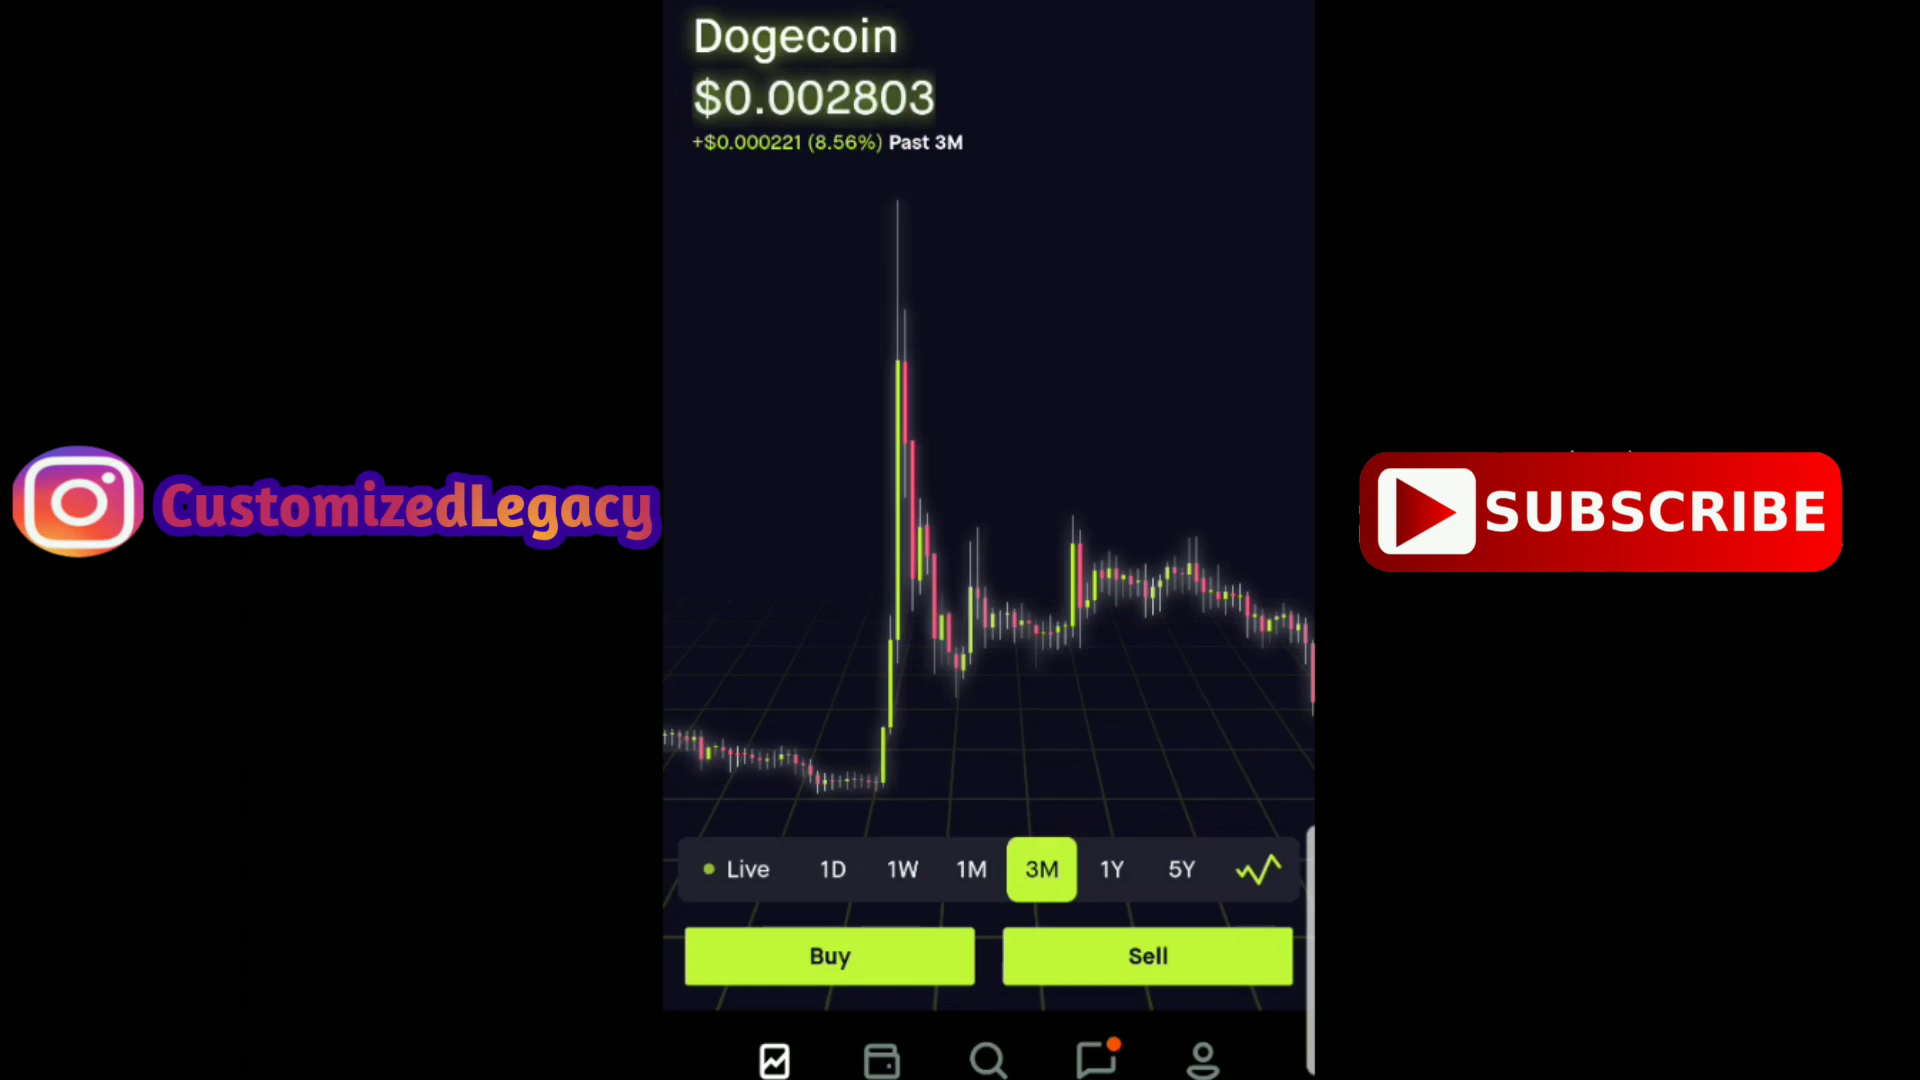 Dogecoin
$0.002803
+$0.000221 (8.56%) Past 3M
CustomizedLegacy
SUBSCRIBE
Live 1D 1W 1M 3M 1Y 5Y
Buy Sell